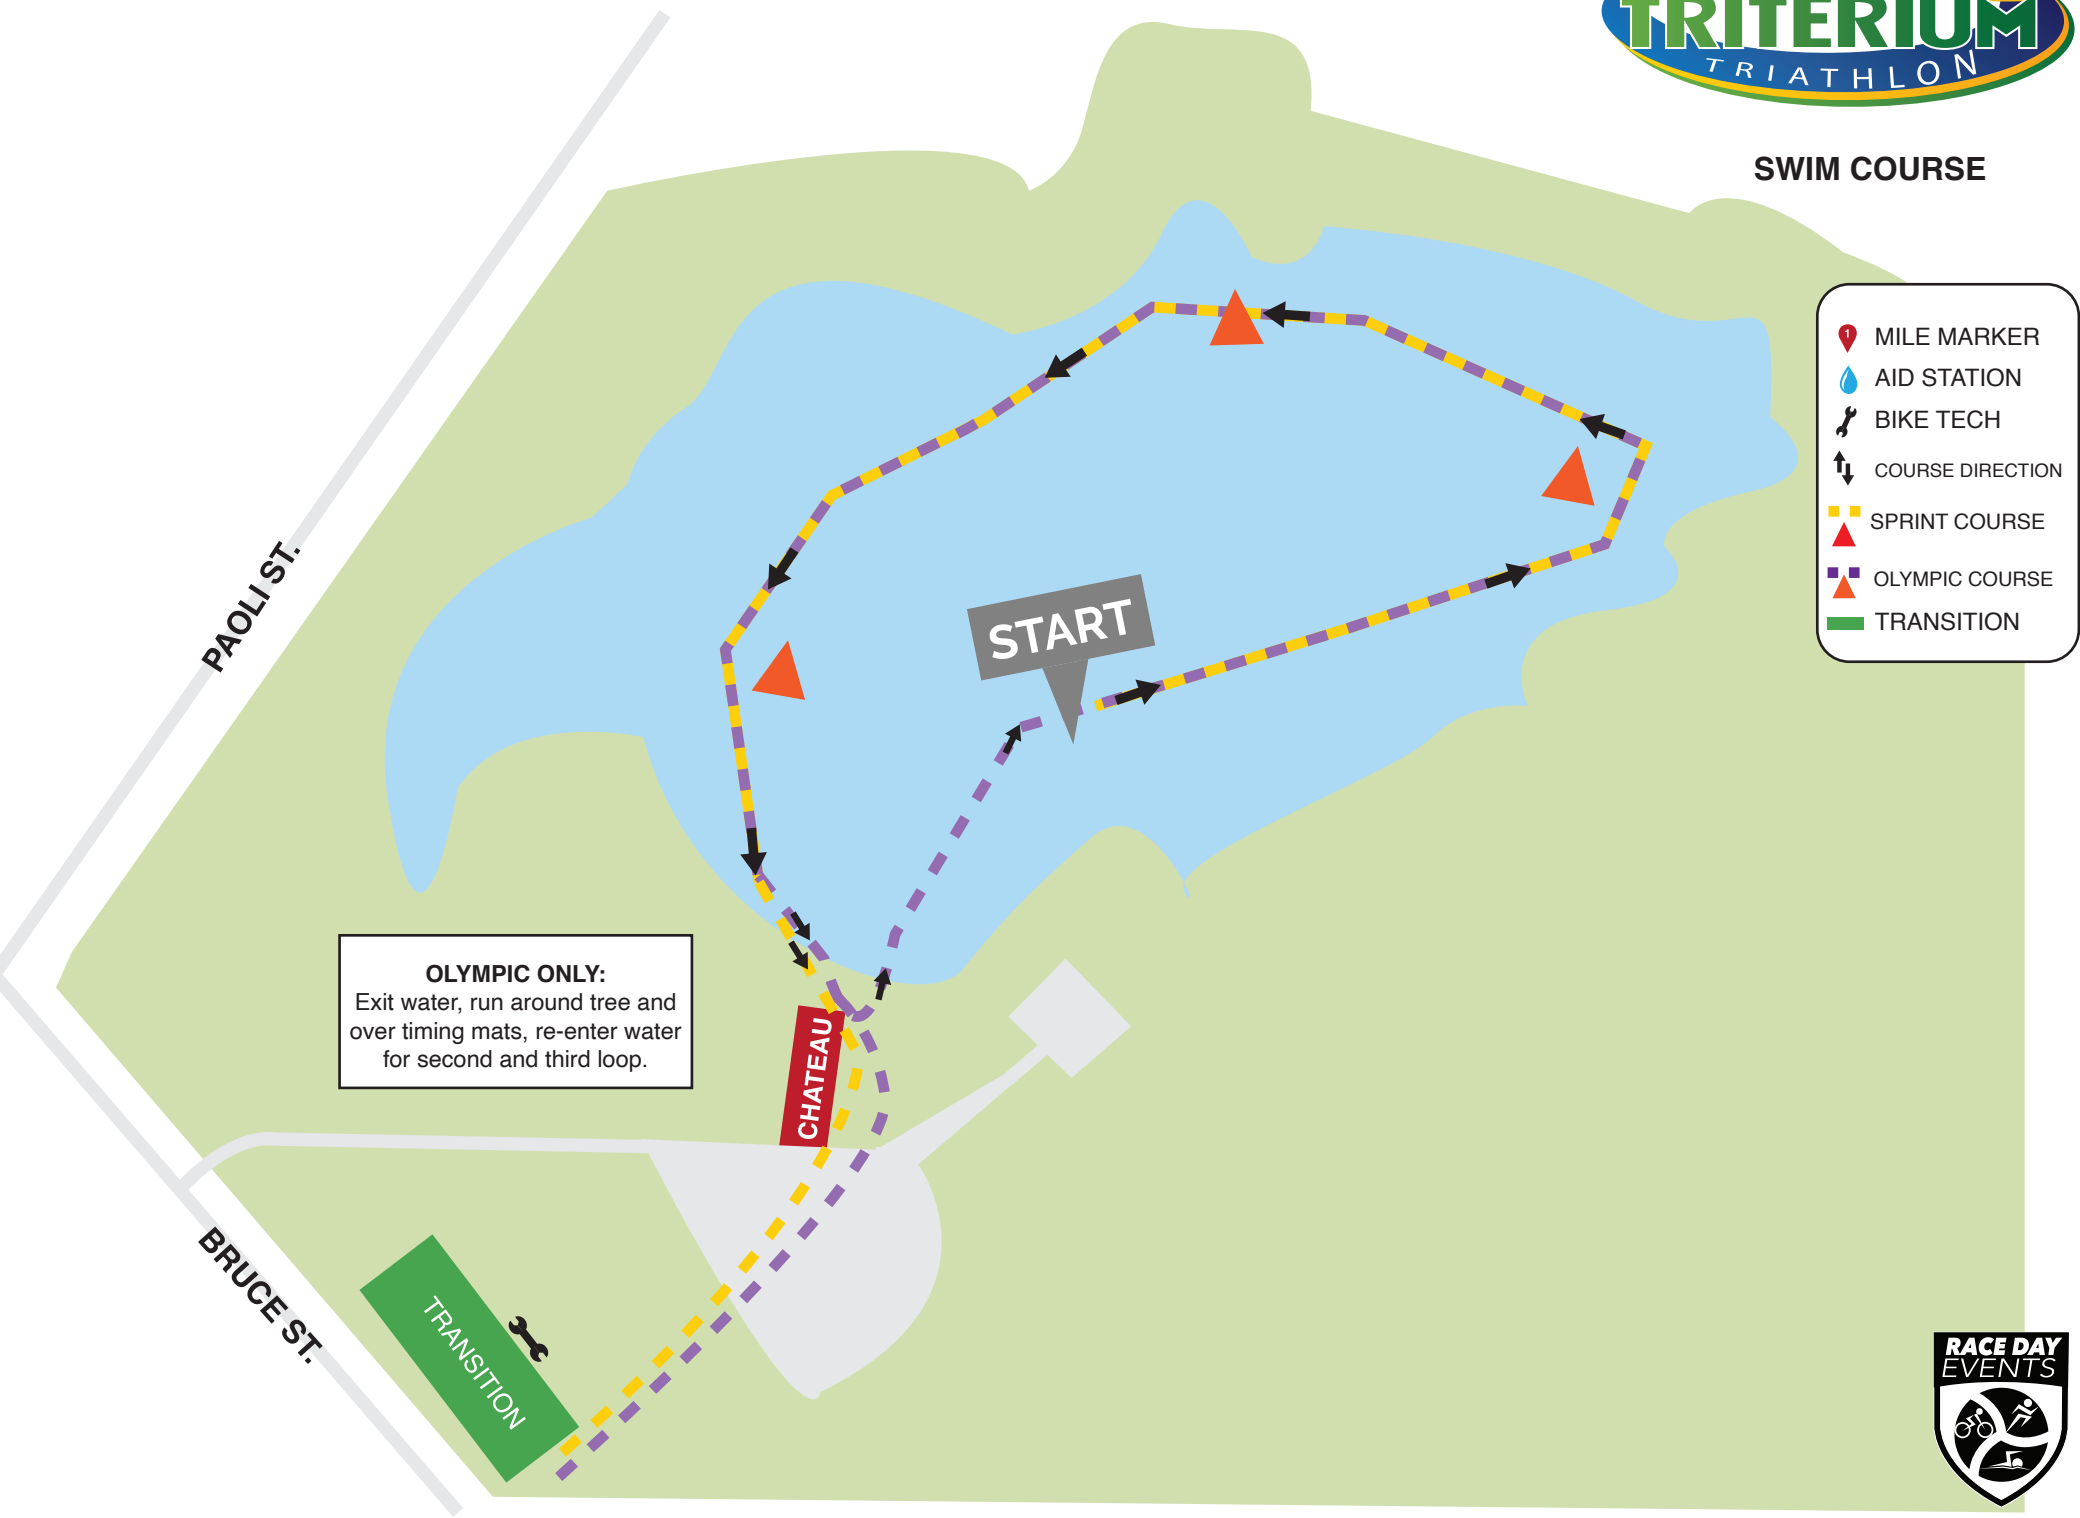 TRITERIUM
TRIATHLON
SWIM COURSE
1 MILE MARKER
AID STATION
BIKE TECH
COURSE DIRECTION
SPRINT COURSE
OLYMPIC COURSE
TRANSITION
PAOLI ST.
START
OLYMPIC ONLY:
Exit water, run around tree and
over timing mats, re-enter water
for second and third loop.
CHATEAU
BRUCE ST.
TRANSITION
RACE DAY
EVENTS